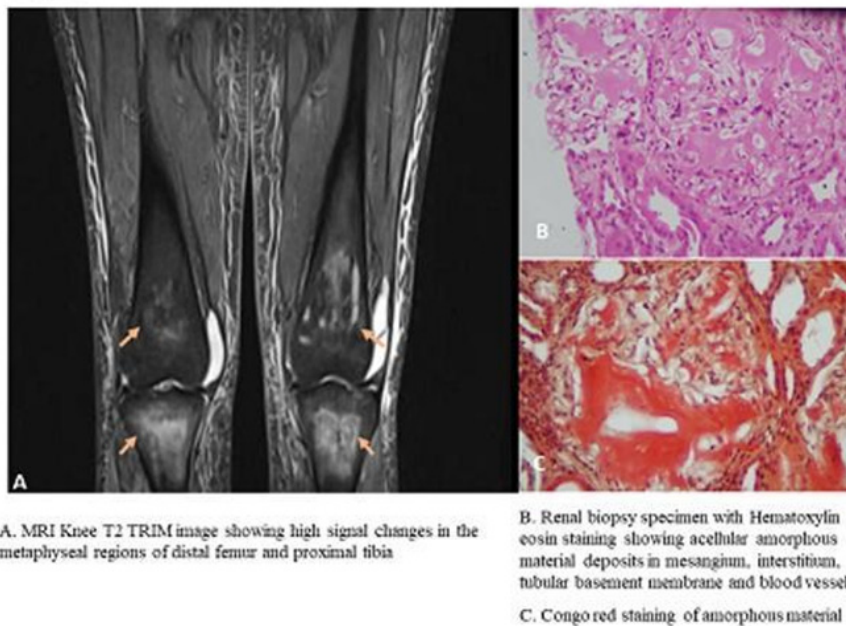 A
B
C
A. MRI Knee T2 TRIM image showing high signal changes in the
metaphyseal regions of distal femur and proximal tibia
B. Renal biopsy specimen with Hematoxylin
eosin staining showing acellular amorphous
material deposits in mesangium, interstitium,
tubular basement membrane and blood vessel
C. Congo red staining of amorphous material